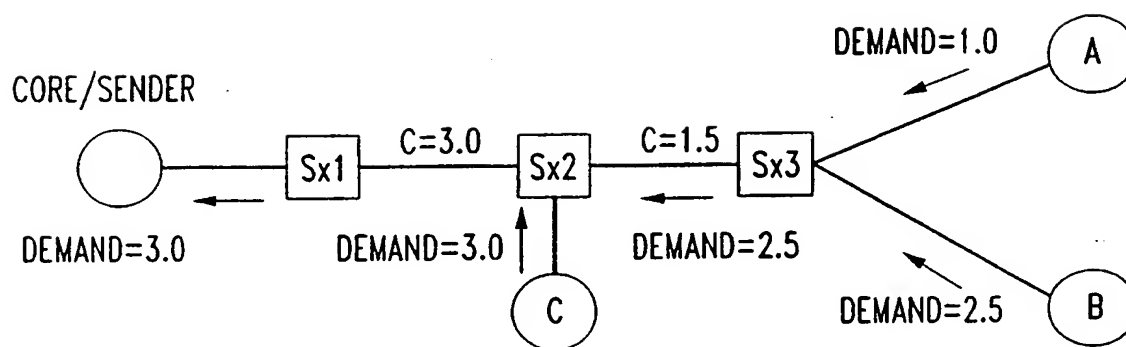 DEMAND=1.0
A
CORE/SENDER
Sx1
C=3.0
Sx2
C=1.5
Sx3
DEMAND=3.0
DEMAND=3.0
DEMAND=2.5
C
DEMAND=2.5
B